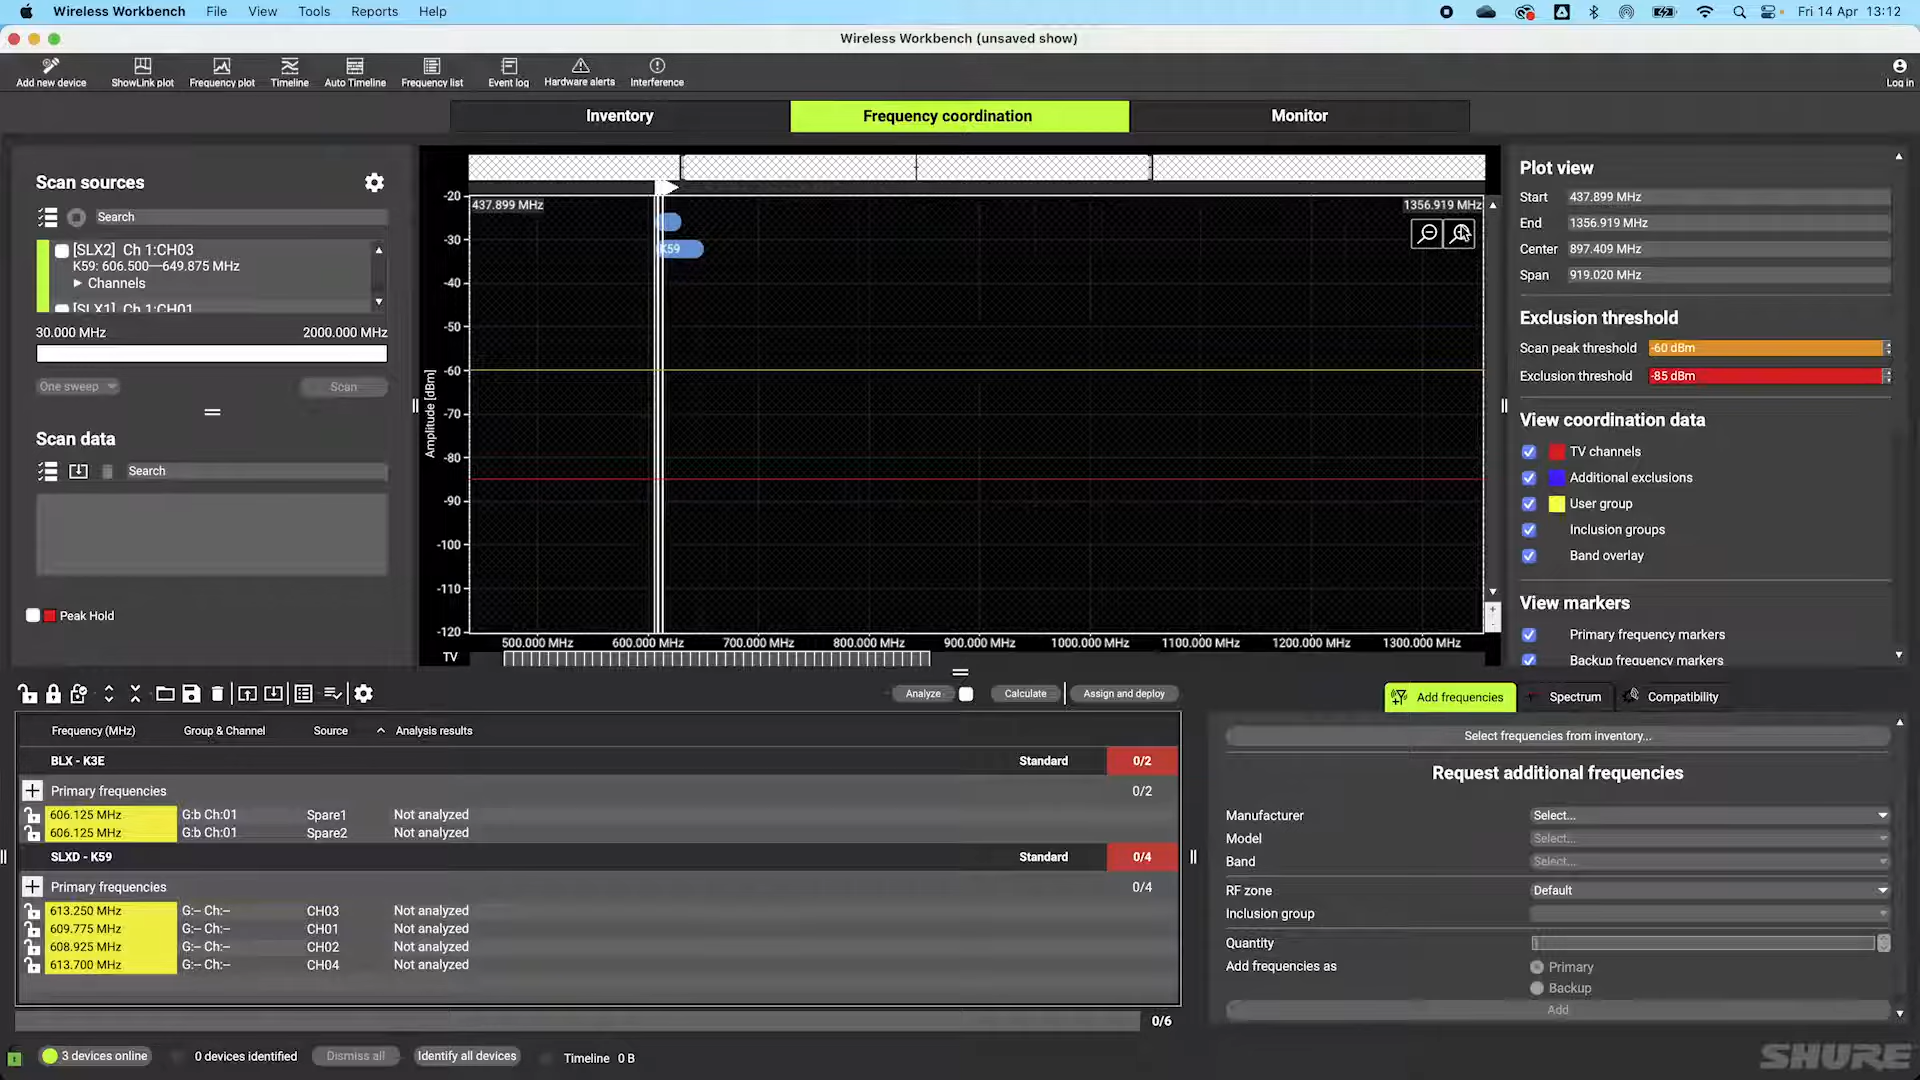 Wireless Workbench File View Tools Reports Help Fri 14 Apr 13:12
Wireless Workbench (unsaved show)
Add new device ShowLink plot Frequency plot Timeline Auto Timeline Frequency list Event log Hardware alerts Interference Log in
Inventory Frequency coordination Monitor
Scan sources
Search
[SLX2] Ch 1:CH03
K59: 606.500—649.875 MHz
Channels
[SLX1] Ch 1:CH01
30.000 MHz 2000.000 MHz
One sweep Scan
Scan data
Search
Peak Hold
437.899 MHz 1356.919 MHz
K59
Amplitude [dBm]
-20
-30
-40
-50
-60
-70
-80
-90
-100
-110
-120
500.000 MHz 600.000 MHz 700.000 MHz 800.000 MHz 900.000 MHz 1000.000 MHz 1100.000 MHz 1200.000 MHz 1300.000 MHz
TV
Plot view
Start 437.899 MHz
End 1356.919 MHz
Center 897.409 MHz
Span 919.020 MHz
Exclusion threshold
Scan peak threshold -60 dBm
Exclusion threshold -85 dBm
View coordination data
TV channels
Additional exclusions
User group
Inclusion groups
Band overlay
View markers
Primary frequency markers
Backup frequency markers
Analyze Calculate Assign and deploy
Frequency (MHz) Group & Channel Source Analysis results
BLX - K3E Standard 0/2
Primary frequencies 0/2
606.125 MHz G:b Ch:01 Spare1 Not analyzed
606.125 MHz G:b Ch:01 Spare2 Not analyzed
SLXD - K59 Standard 0/4
Primary frequencies 0/4
613.250 MHz G:-- Ch:-- CH03 Not analyzed
609.775 MHz G:-- Ch:-- CH01 Not analyzed
608.925 MHz G:-- Ch:-- CH02 Not analyzed
613.700 MHz G:-- Ch:-- CH04 Not analyzed
0/6
Add frequencies Spectrum Compatibility
Select frequencies from inventory...
Request additional frequencies
Manufacturer Select...
Model Select...
Band Select...
RF zone Default
Inclusion group
Quantity
Add frequencies as Primary
Backup
Add
3 devices online 0 devices identified Dismiss all Identify all devices Timeline 0 B
SHURE